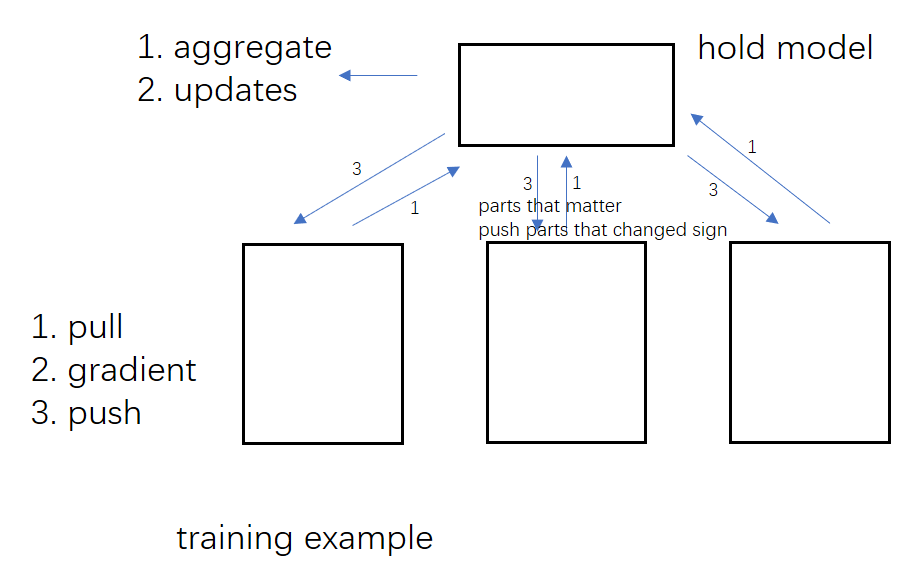 1. aggregate
2. updates
hold model
3
1
3
1
3
1
parts that matter
push parts that changed sign
1. pull
2. gradient
3. push
training example